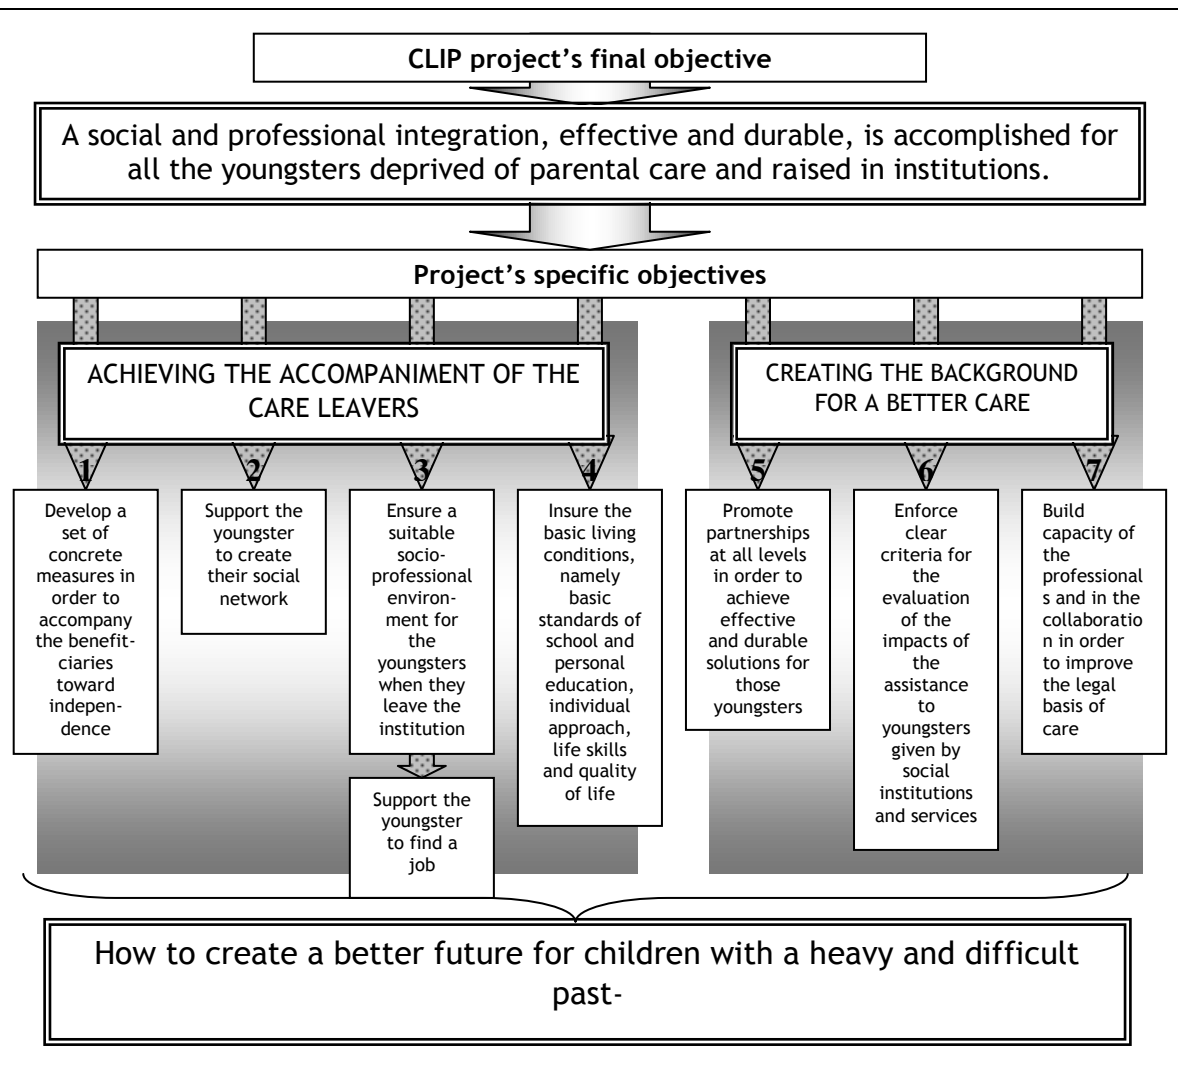 CLIP project's final objective
A social and professional integration, effective and durable, is accomplished for
all the youngsters deprived of parental care and raised in institutions.
Project's specific objectives
ACHIEVING THE ACCOMPANIMENT OF THE
CARE LEAVERS
CREATING THE BACKGROUND
FOR A BETTER CARE
1
Develop a
set of
concrete
measures in
order to
accompany
the benefit-
ciaries
toward
indepen-
dence
2
Support the
youngster
to create
their social
network
3
Ensure a
suitable
socio-
professional
environ-
ment for
the
youngsters
when they
leave the
institution
Support the
youngster
to find a
job
4
Insure the
basic living
conditions,
namely
basic
standards of
school and
personal
education,
individual
approach,
life skills
and quality
of life
5
Promote
partnerships
at all levels
in order to
achieve
effective
and durable
solutions for
those
youngsters
6
Enforce
clear
criteria for
the
evaluation
of the
impacts of
the
assistance
to
youngsters
given by
social
institutions
and services
7
Build
capacity of
the
professional
s and in the
collaboratio
n in order
to improve
the legal
basis of
care
How to create a better future for children with a heavy and difficult
past-